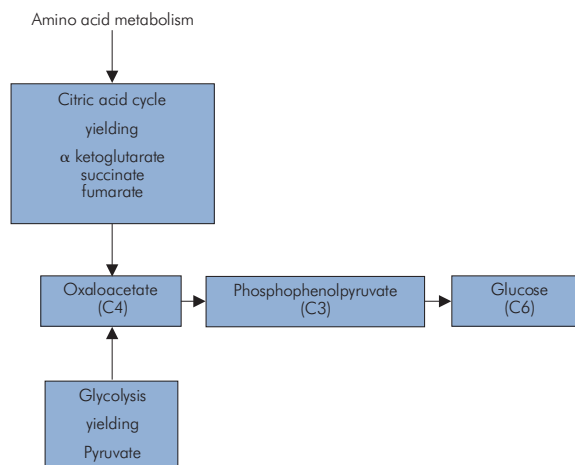 Amino acid metabolism
Citric acid cycle
yielding
α ketoglutarate
succinate
fumarate
Oxaloacetate
(C4)
Phosphophenolpyruvate
(C3)
Glucose
(C6)
Glycolysis
yielding
Pyruvate